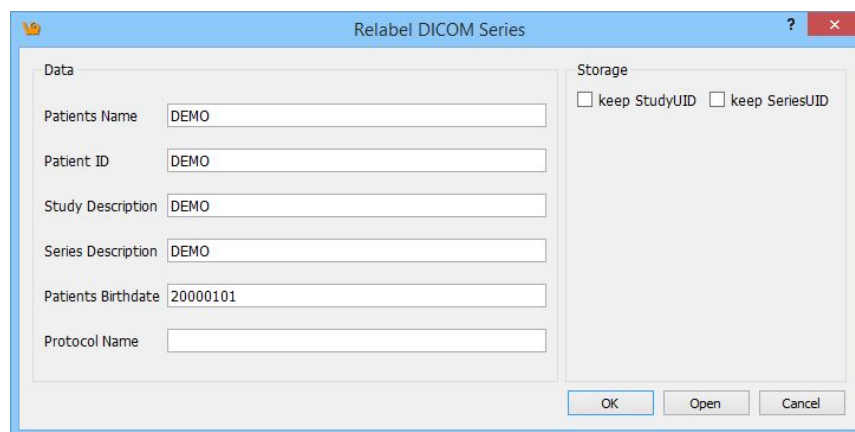 Relabel DICOM Series
?
Data
Patients Name DEMO
Patient ID DEMO
Study Description DEMO
Series Description DEMO
Patients Birthdate 20000101
Protocol Name
Storage
keep StudyUID keep SeriesUID
OK Open Cancel